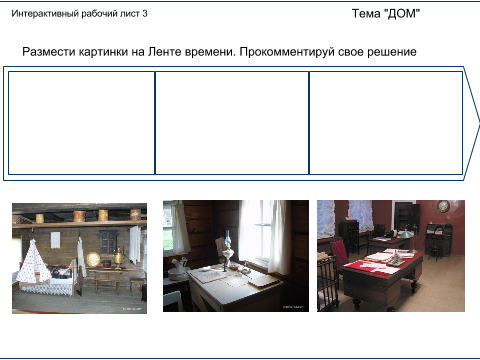 Интерактивный рабочий лист 3
Тема "ДОМ"
Размести картинки на Ленте времени. Прокомментируй свое решение